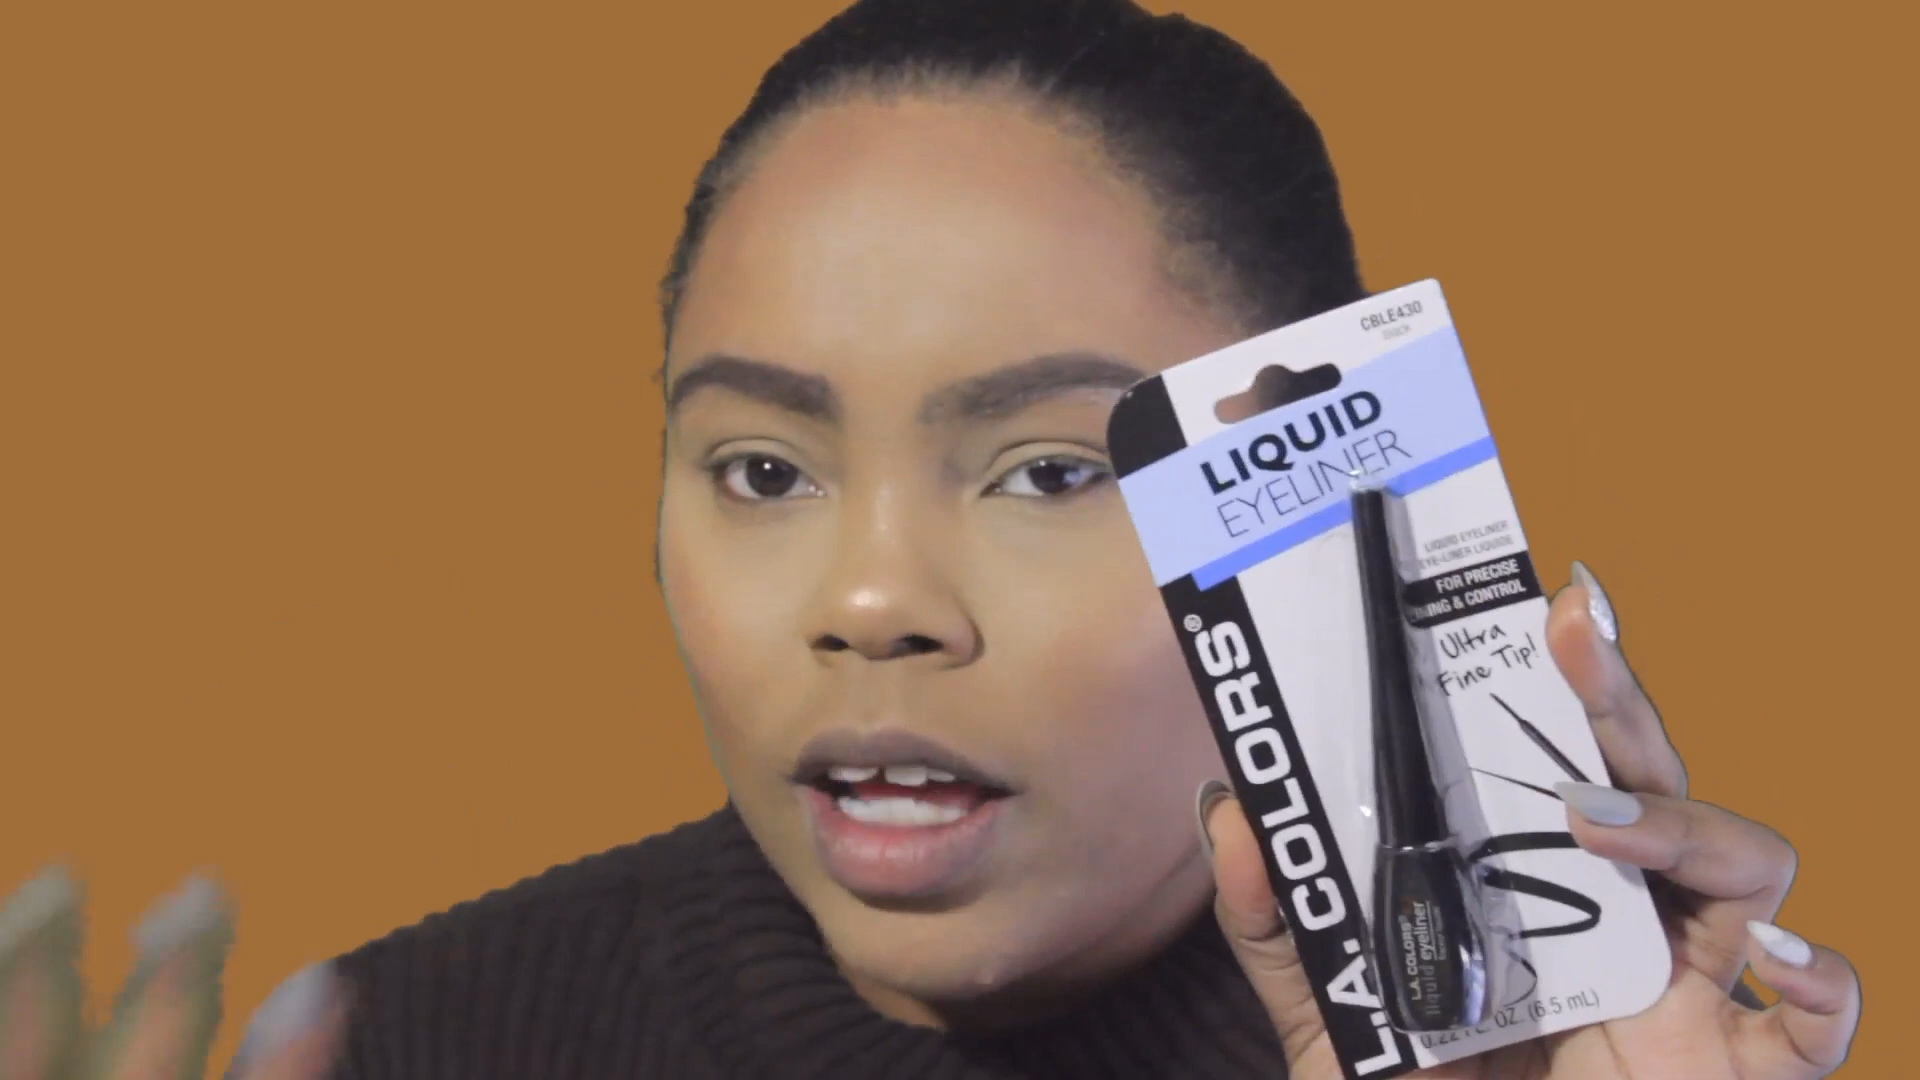 CBLE430
Black
LIQUID
EYELINER
LIQUID EYELINER
EYE-LINER LIQUIDE
FOR PRECISE
LINING & CONTROL
Ultra
Fine Tip!
L.A. COLORS®
L.A. COLORS®
liquid eyeliner
OZ. (6.5 mL)